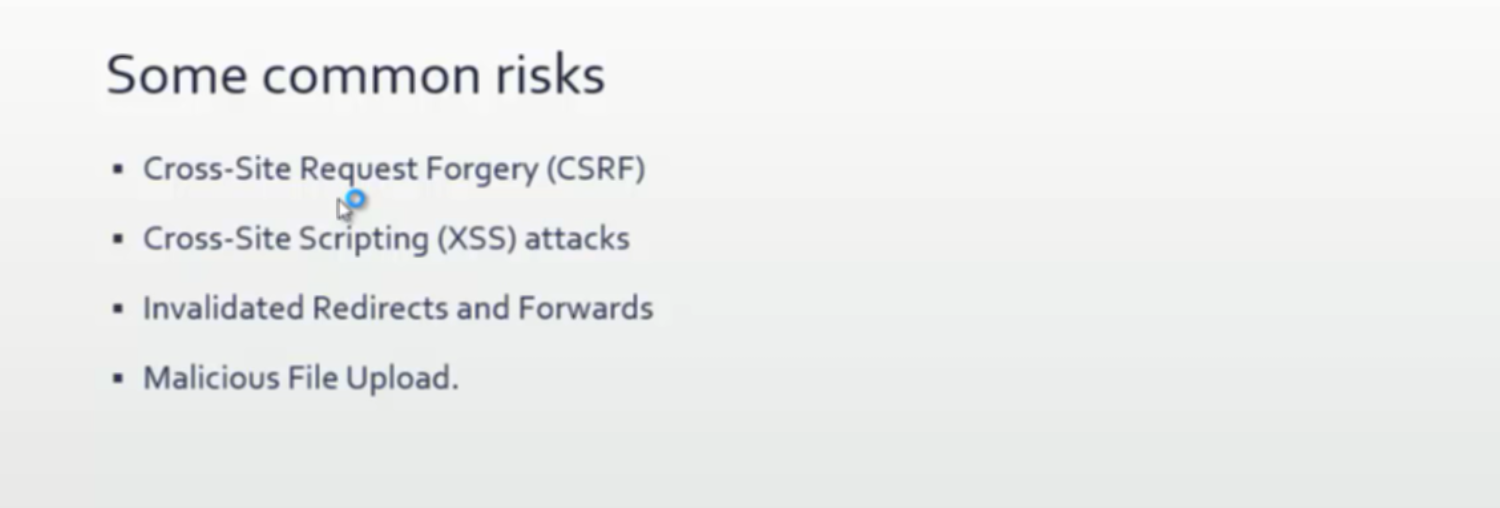 Some common risks
Cross-Site Request Forgery (CSRF)
Cross-Site Scripting (XSS) attacks
Invalidated Redirects and Forwards
Malicious File Upload.